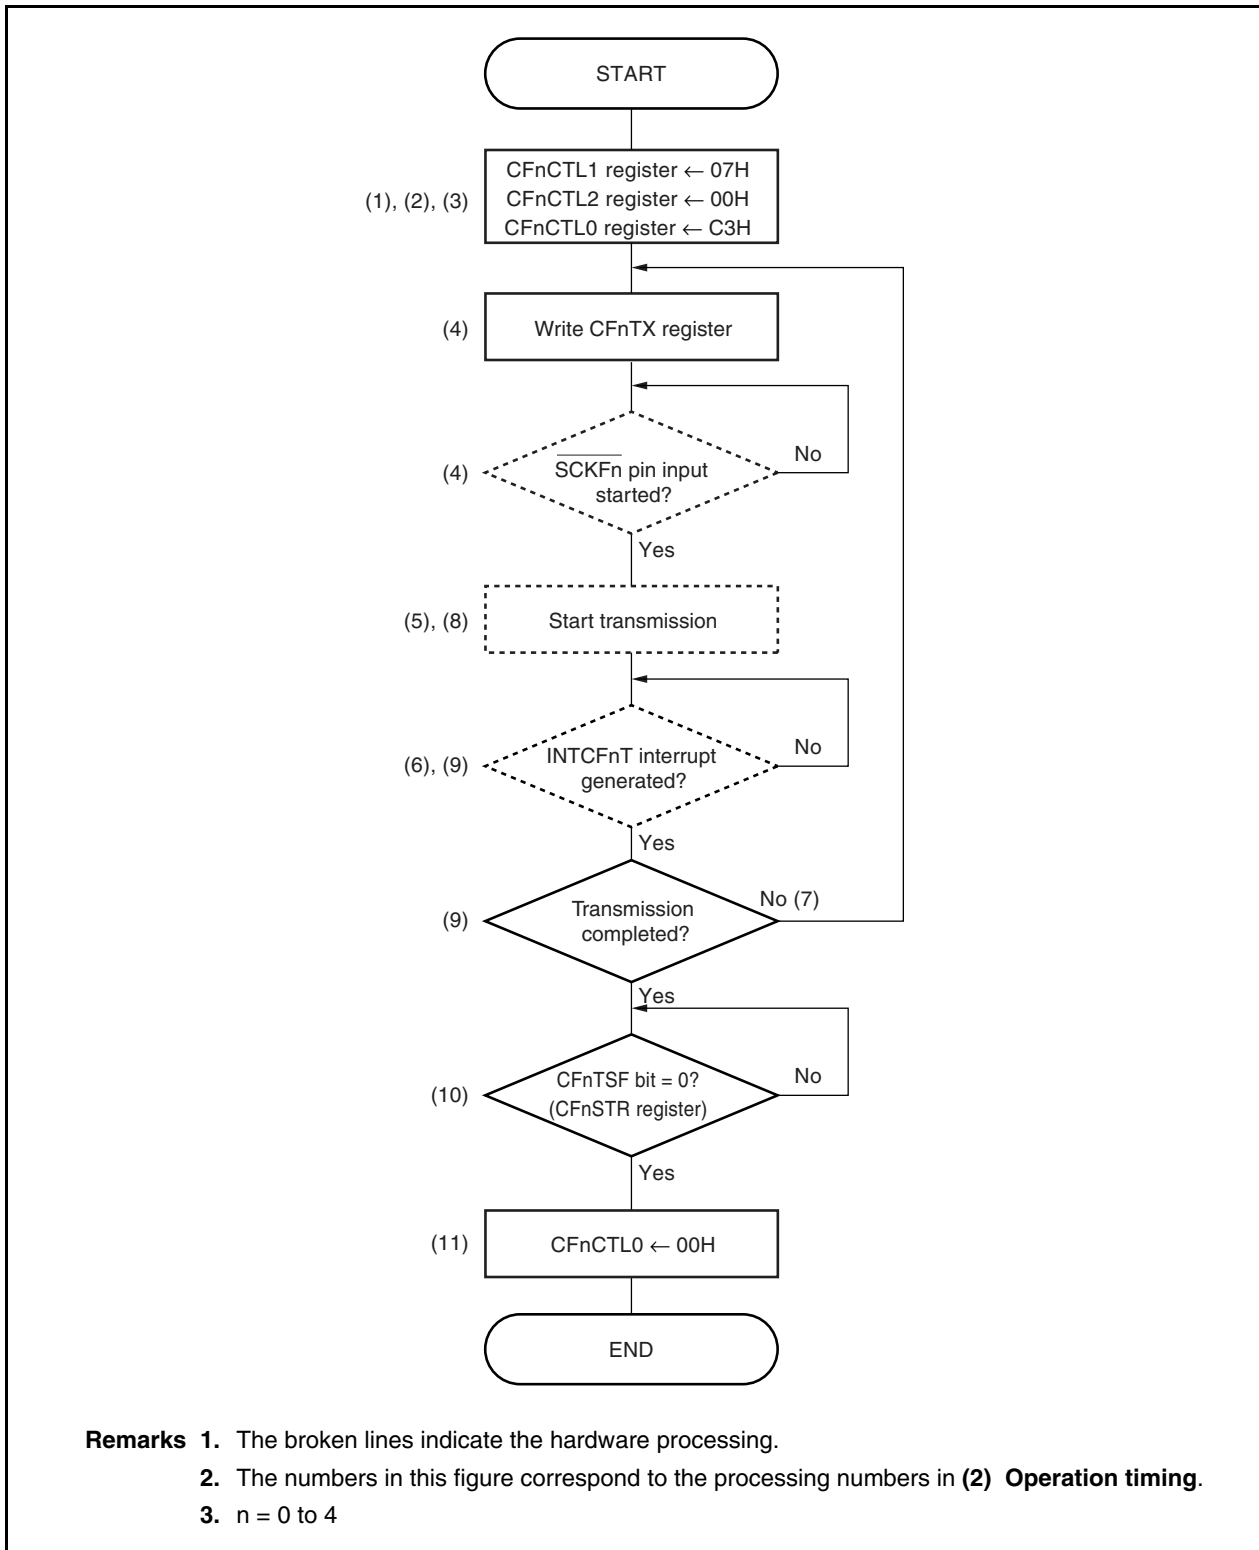 START
CFnCTL1 register ← 07H
(1), (2), (3) CFnCTL2 register ← 00H
CFnCTL0 register ← C3H
(4) Write CFnTX register
No
(4) SCKFn pin input
started?
Yes
(5), (8) Start transmission
No
(6), (9) INTCFnT interrupt
generated?
Yes
No (7)
(9) Transmission
completed?
Yes
No
(10) CFnTSF bit = 0?
(CFnSTR register)
Yes
(11) CFnCTL0 ← 00H
END
Remarks 1. The broken lines indicate the hardware processing.
2. The numbers in this figure correspond to the processing numbers in (2) Operation timing.
3. n = 0 to 4